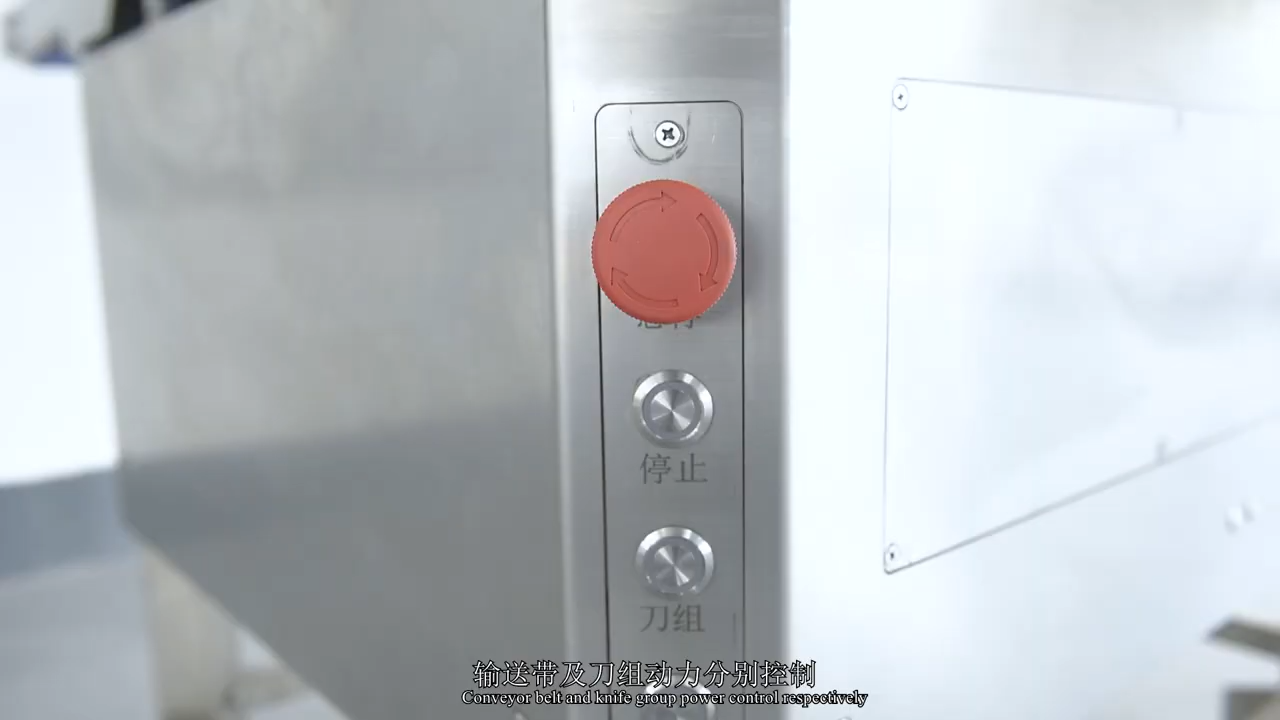 停止
刀组
输送带及刀组动力分别控制
Conveyor belt and knife group power control respectively